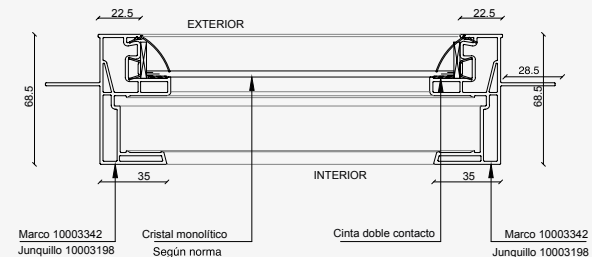 22.5
EXTERIOR
22.5
28.5
68.5
68.5
35
INTERIOR
35
Marco 10003342
Junquillo 10003198
Cristal monolítico
Según norma
Cinta doble contacto
Marco 10003342
Junquillo 10003198